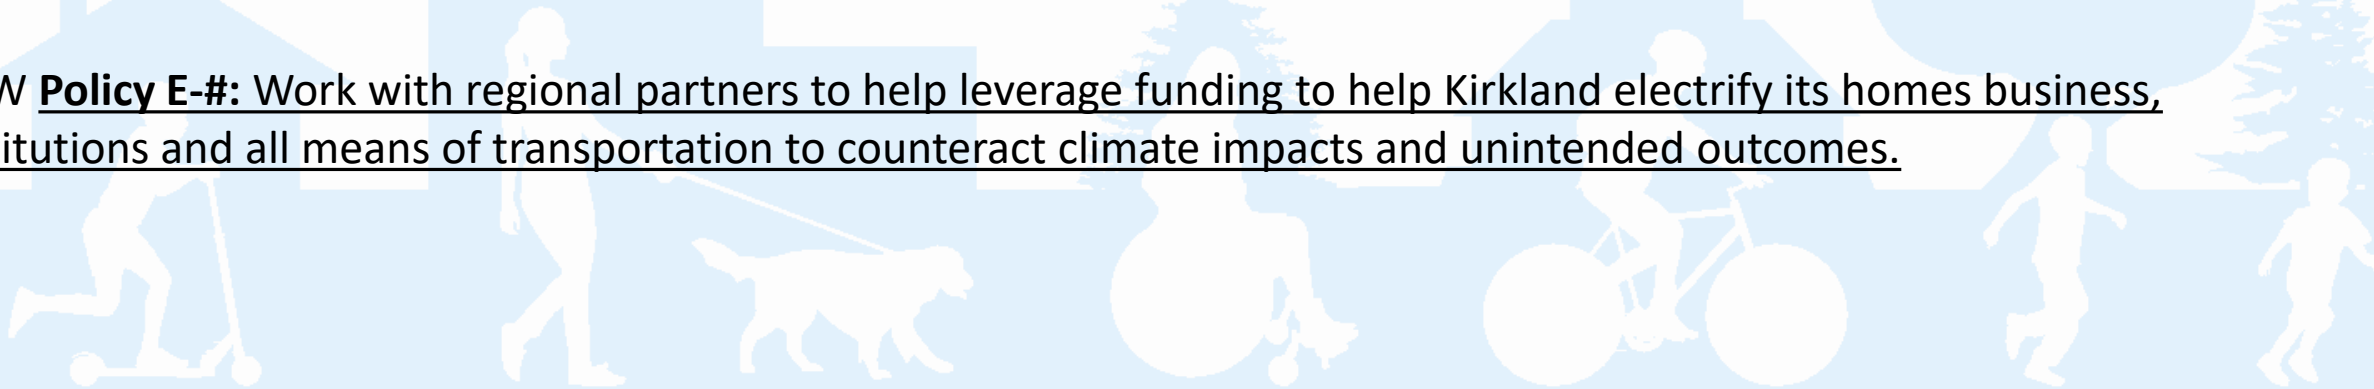 W Policy E-#: Work with regional partners to help leverage funding to help Kirkland electrify its homes business,
itutions and all means of transportation to counteract climate impacts and unintended outcomes.